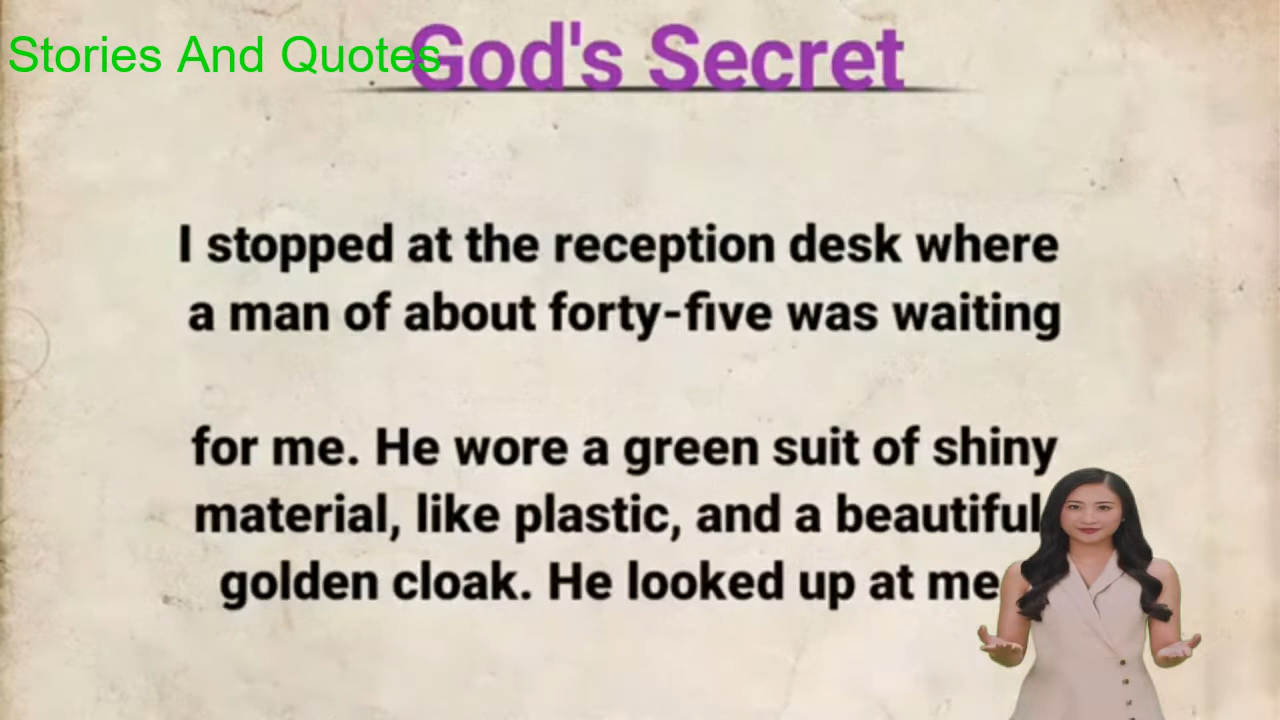 Stories And Quotes
God's Secret
I stopped at the reception desk where
a man of about forty-five was waiting
for me. He wore a green suit of shiny
material, like plastic, and a beautiful
golden cloak. He looked up at me